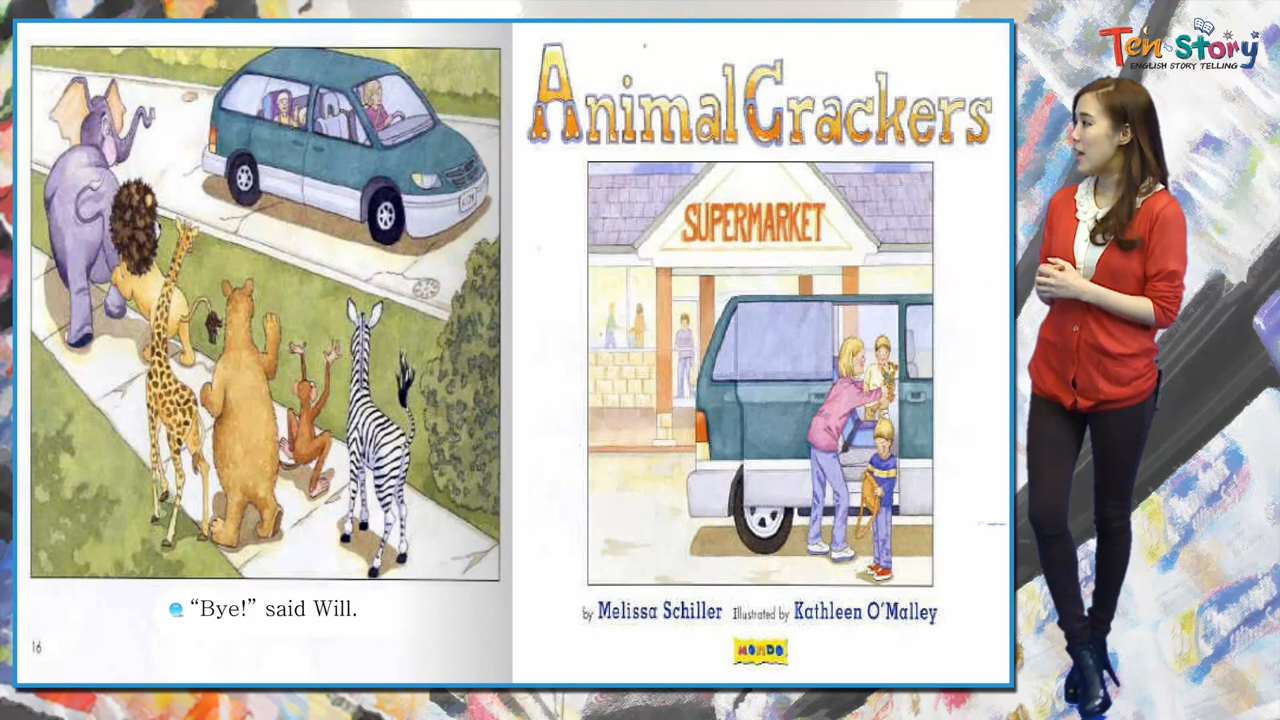 Ten Story
ENGLISH STORY TELLING
"Bye!" said Will.
16
Animal Crackers
SUPERMARKET
by Melissa Schiller Illustrated by Kathleen O'Malley
MONDO